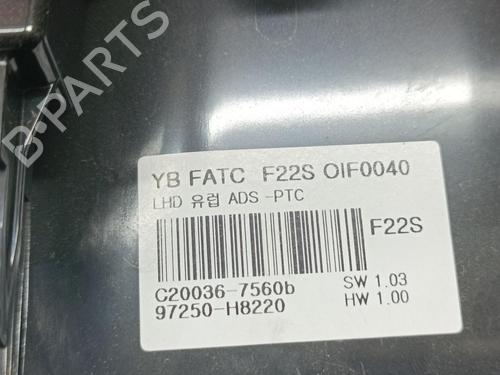 B-PARTS
YB FATC F22S OIF0040
LHD 유럽 ADS -PTC
F22S
C20036-7560b SW 1.03
97250-H8220 HW 1.00